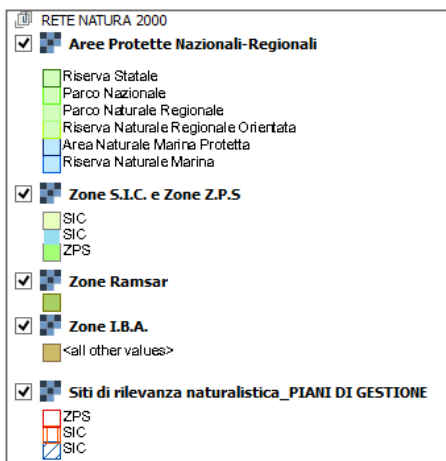 RETE NATURA 2000
Aree Protette Nazionali-Regionali
Riserva Statale
Parco Nazionale
Parco Naturale Regionale
Riserva Naturale Regionale Orientata
Area Naturale Marina Protetta
Riserva Naturale Marina
Zone S.I.C. e Zone Z.P.S
SIC
SIC
ZPS
Zone Ramsar
Zone I.B.A.
<all other values>
Siti di rilevanza naturalistica_PIANI DI GESTIONE
ZPS
SIC
SIC